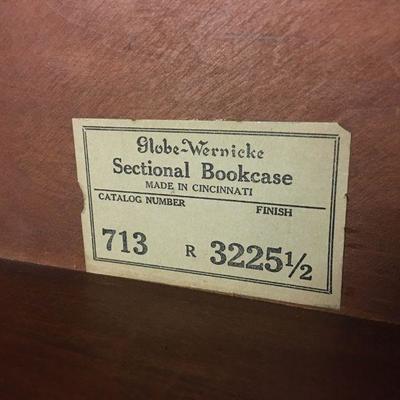 Globe-Wernicke
Sectional Bookcase
MADE IN CINCINNATI
CATALOG NUMBER FINISH
713 R 3225½